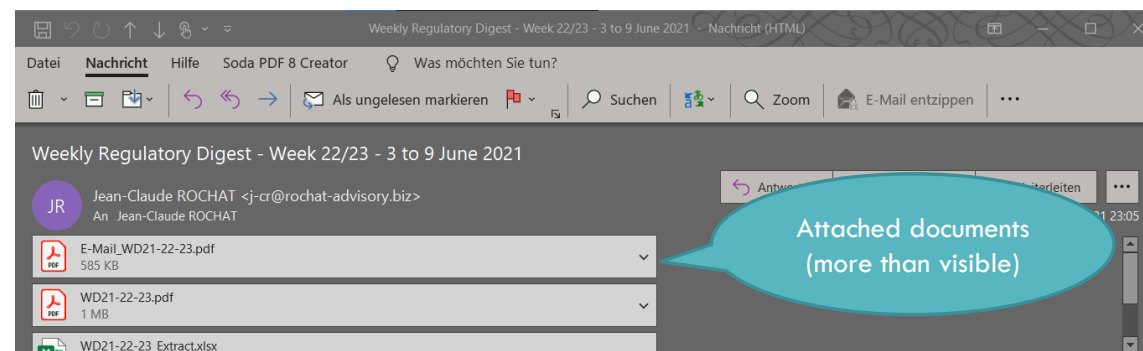 Weekly Regulatory Digest - Week 22/23 - 3 to 9 June 2021 - Nachricht (HTML)
Datei Nachricht Hilfe Soda PDF 8 Creator Was möchten Sie tun?
Als ungelesen markieren Suchen Zoom E-Mail entzippen
Weekly Regulatory Digest - Week 22/23 - 3 to 9 June 2021
JR
Jean-Claude ROCHAT <j-cr@rochat-advisory.biz>
An Jean-Claude ROCHAT
23:05
Attached documents
(more than visible)
PDF
E-Mail_WD21-22-23.pdf
585 KB
PDF
WD21-22-23.pdf
1 MB
WD21-22-23_Extract.xlsx